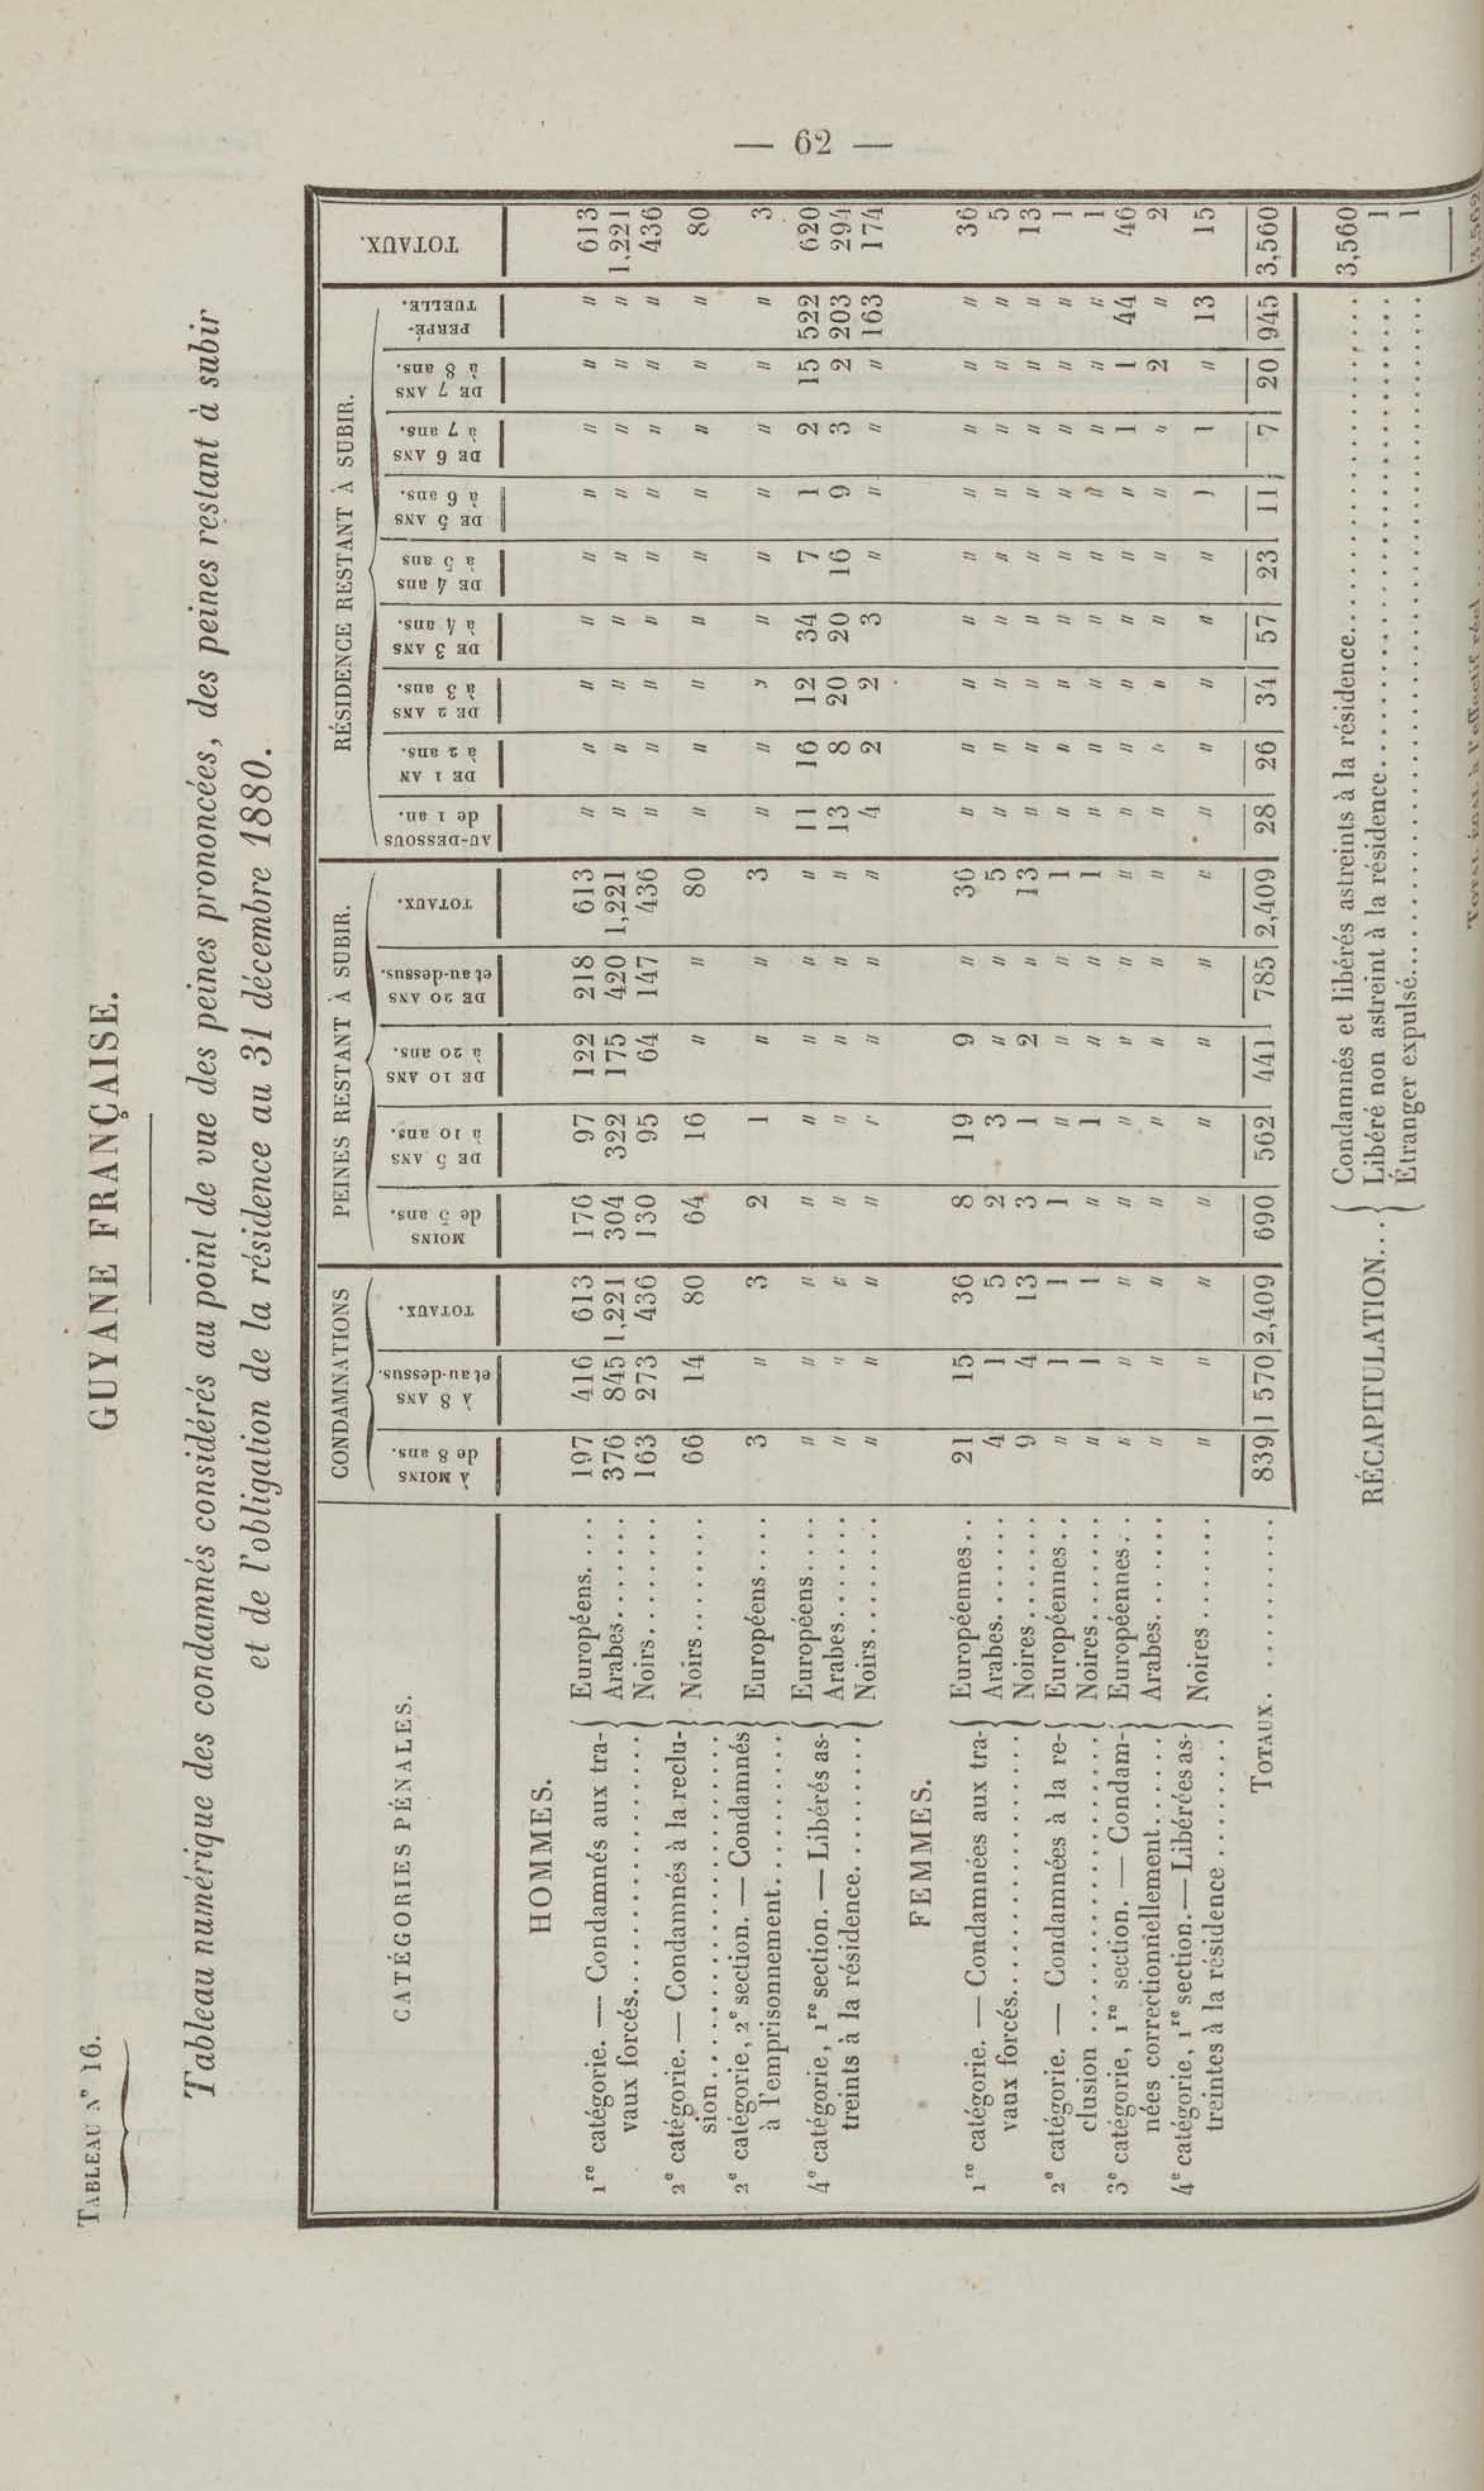 — 62 —
TABLEAU N° 16.
GUYANE FRANÇAISE.
Tableau numérique des condamnés considérés au point de vue des peines prononcées, des peines restant à subir
et de l'obligation de la résidence au 31 décembre 1880.
CATÉGORIES PÉNALES. | CONDAMNATIONS | PEINES RESTANT À SUBIR. | RÉSIDENCE RESTANT À SUBIR. | TOTAUX.
À MOINS de 8 ans. | À 8 ANS et au-dessus. | TOTAUX. | MOINS de 5 ans. | DE 5 ANS à 10 ans. | DE 10 ANS à 20 ans. | DE 20 ANS et au-dessus. | TOTAUX. | AU-DESSOUS de 1 an. | DE 1 AN à 2 ans. | DE 2 ANS à 3 ans. | DE 3 ANS à 4 ans. | DE 4 ans à 5 ans | DE 5 ANS à 6 ans. | DE 6 ANS à 7 ans. | DE 7 ANS à 8 ans. | PERPÉ-TUELLE.
HOMMES.
1re catégorie. — Condamnés aux tra-
vaux forcés
Européens.... 197 416 613 176 97 122 218 613 " " " " " " " " " 613
Arabes....... 376 845 1,221 304 322 175 420 1,221 " " " " " " " " " 1,221
Noirs........ 163 273 436 130 95 64 147 436 " " " " " " " " " 436
2e catégorie. — Condamnés à la reclu-
sion
Noirs........ 66 14 80 64 16 " " 80 " " " " " " " " " 80
2e catégorie, 2e section. — Condamnés
à l'emprisonnement
Européens.... 3 " 3 2 1 " " 3 " " " " " " " " " 3
4e catégorie, 1re section. — Libérés as-
treints à la résidence
Européens.... " " " " " " " " 11 16 12 34 7 1 2 15 522 620
Arabes....... " " " " " " " " 13 8 20 20 16 9 3 2 203 294
Noirs........ " " " " " " " " 4 2 2 3 " " " " 163 174
FEMMES.
1re catégorie. — Condamnées aux tra-
vaux forcés
Européennes.. 21 15 36 8 19 9 " 36 " " " " " " " " " 36
Arabes....... 4 1 5 2 3 " " 5 " " " " " " " " " 5
Noires....... 9 4 13 3 1 2 " 13 " " " " " " " " " 13
2e catégorie. — Condamnées à la re-
clusion
Européennes.. " 1 1 1 " " " 1 " " " " " " " " " 1
Noires....... " 1 1 " 1 " " 1 " " " " " " " " " 1
3e catégorie, 1re section. — Condam-
nées correctionnellement
Européennes.. " " " " " " " " " " " " " " 1 1 44 46
Arabes....... " " " " " " " " " " " " " " " 2 " 2
4e catégorie, 1re section. — Libérées as-
treintes à la résidence
Noires....... " " " " " " " " " " " " " 1 1 " 13 15
TOTAUX.......... 839 1 570 2,409 690 562 441 785 2,409 28 26 34 57 23 11 7 20 945 3,560
RÉCAPITULATION...
Condamnés et libérés astreints à la résidence........ 3,560
Libéré non astreint à la résidence........ 1
Étranger expulsé........ 1